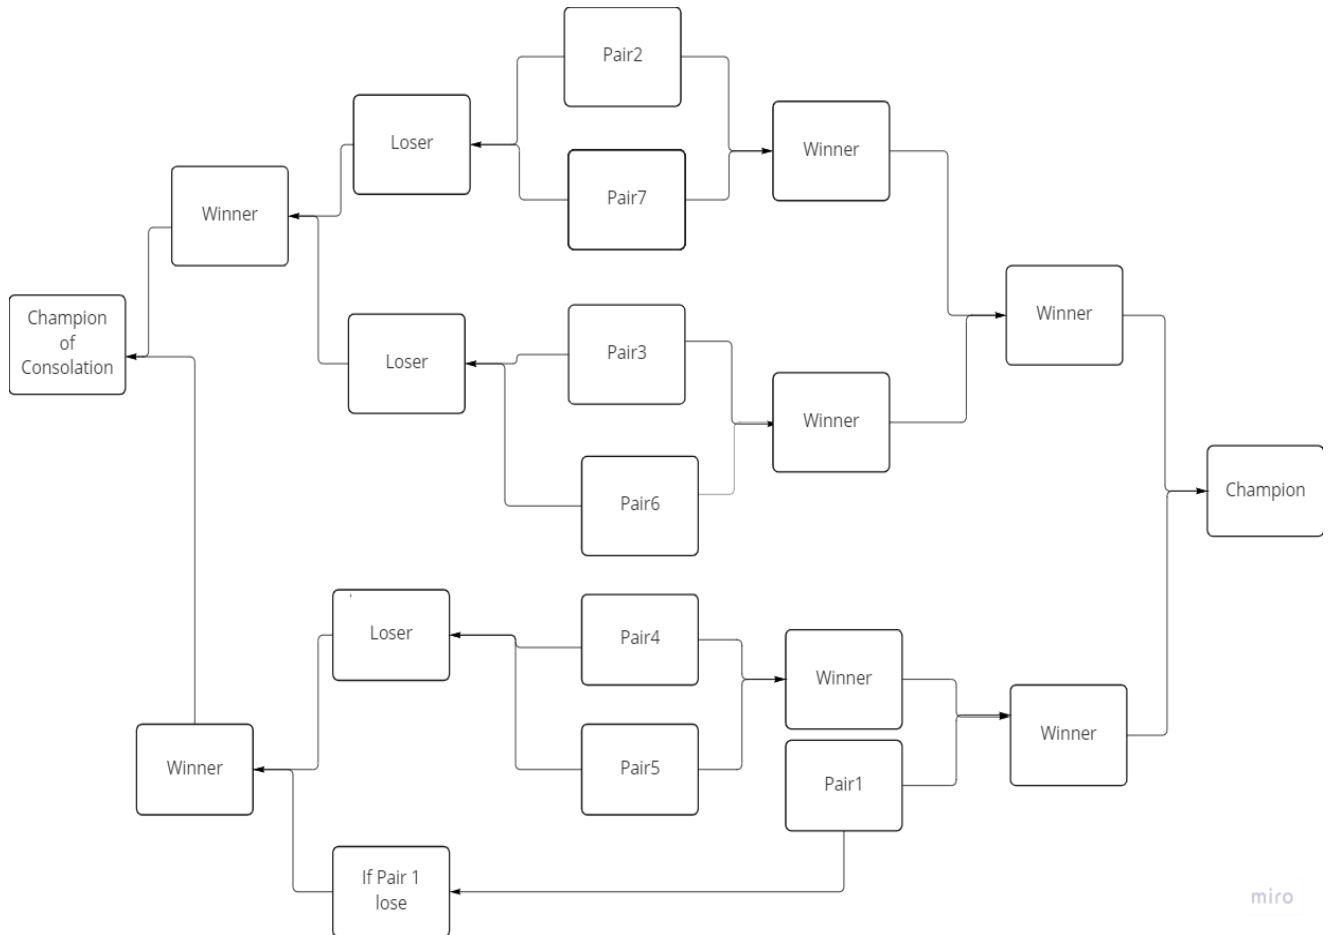 Pair2
Loser
Winner
Pair7
Winner
Winner
Champion
of
Consolation
Pair3
Loser
Winner
Pair6
Champion
Loser
Pair4
Winner
Pair5
Pair1
Winner
Winner
If Pair 1
lose
miro